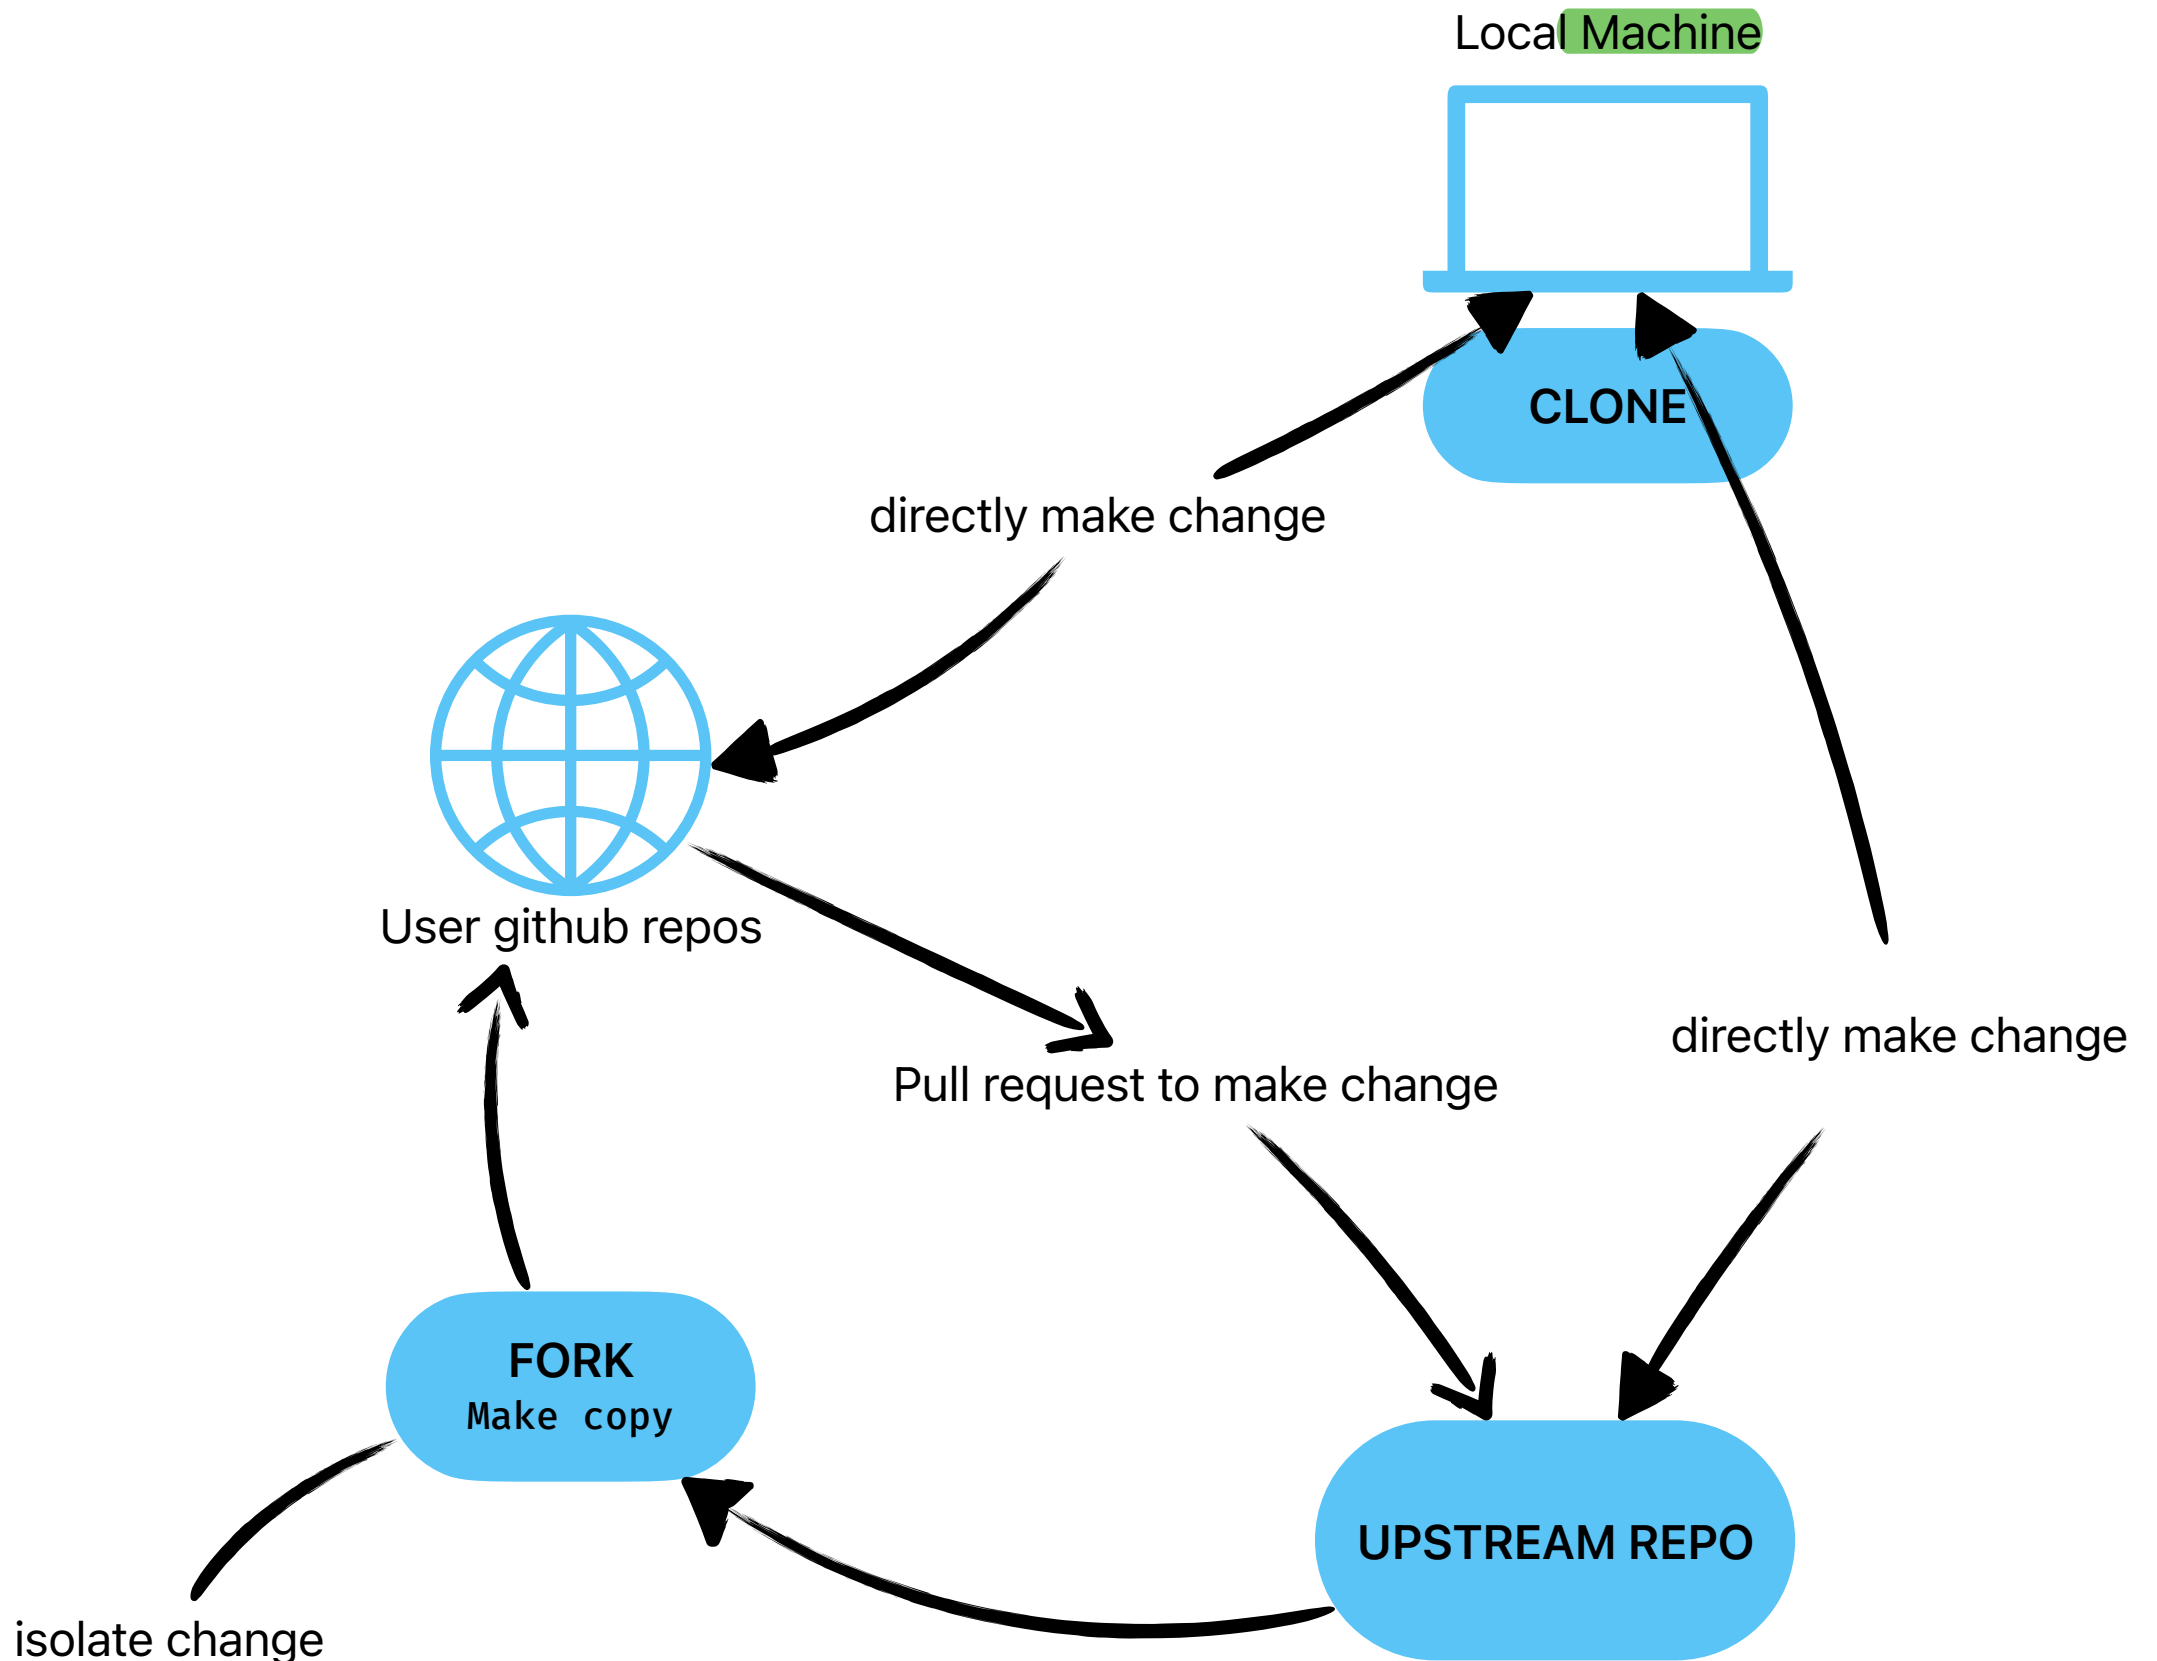 Local Machine
CLONE
directly make change
User github repos
directly make change
Pull request to make change
FORK
Make copy
UPSTREAM REPO
isolate change